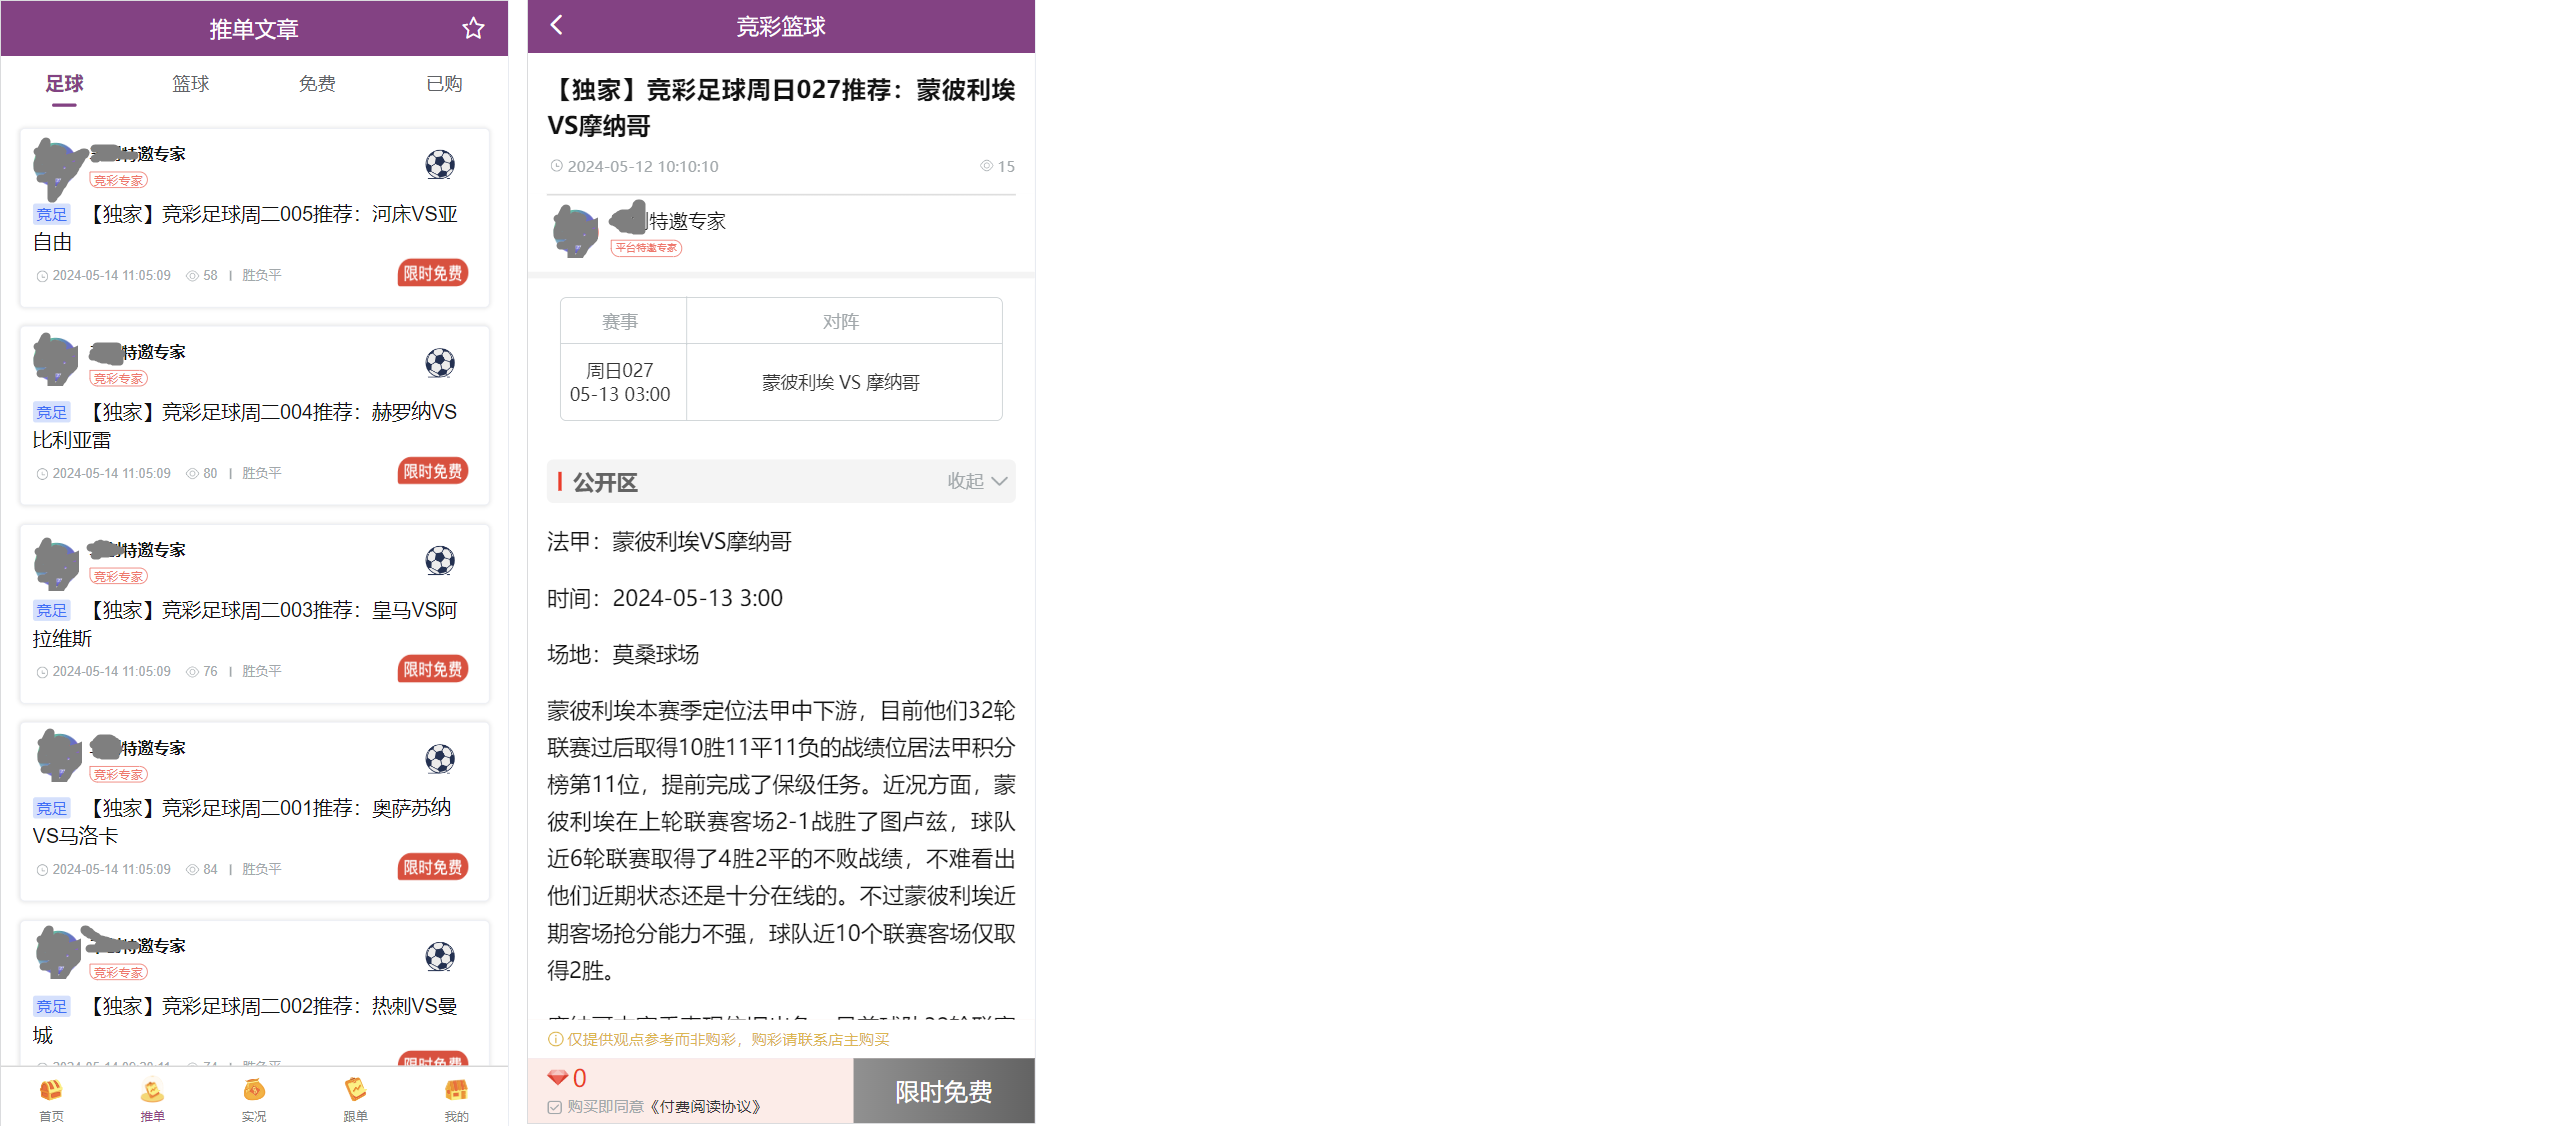 推单文章
足球 篮球 免费 已购
特邀专家
竞彩专家
竞足 【独家】竞彩足球周二005推荐：河床VS亚
自由
2024-05-14 11:05:09 58 | 胜负平 限时免费
特邀专家
竞彩专家
竞足 【独家】竞彩足球周二004推荐：赫罗纳VS
比利亚雷
2024-05-14 11:05:09 80 | 胜负平 限时免费
特邀专家
竞彩专家
竞足 【独家】竞彩足球周二003推荐：皇马VS阿
拉维斯
2024-05-14 11:05:09 76 | 胜负平 限时免费
特邀专家
竞彩专家
竞足 【独家】竞彩足球周二001推荐：奥萨苏纳
VS马洛卡
2024-05-14 11:05:09 84 | 胜负平 限时免费
特邀专家
竞彩专家
竞足 【独家】竞彩足球周二002推荐：热刺VS曼
城
首页 推单 实况 跟单 我的
竞彩篮球
【独家】竞彩足球周日027推荐：蒙彼利埃
VS摩纳哥
2024-05-12 10:10:10 15
特邀专家
平台特邀专家
赛事 对阵
周日027
05-13 03:00
蒙彼利埃 VS 摩纳哥
公开区 收起
法甲：蒙彼利埃VS摩纳哥
时间：2024-05-13 3:00
场地：莫桑球场
蒙彼利埃本赛季定位法甲中下游，目前他们32轮
联赛过后取得10胜11平11负的战绩位居法甲积分
榜第11位，提前完成了保级任务。近况方面，蒙
彼利埃在上轮联赛客场2-1战胜了图卢兹，球队
近6轮联赛取得了4胜2平的不败战绩，不难看出
他们近期状态还是十分在线的。不过蒙彼利埃近
期客场抢分能力不强，球队近10个联赛客场仅取
得2胜。
仅提供观点参考而非购彩，购彩请联系店主购买
0
购买即同意《付费阅读协议》
限时免费